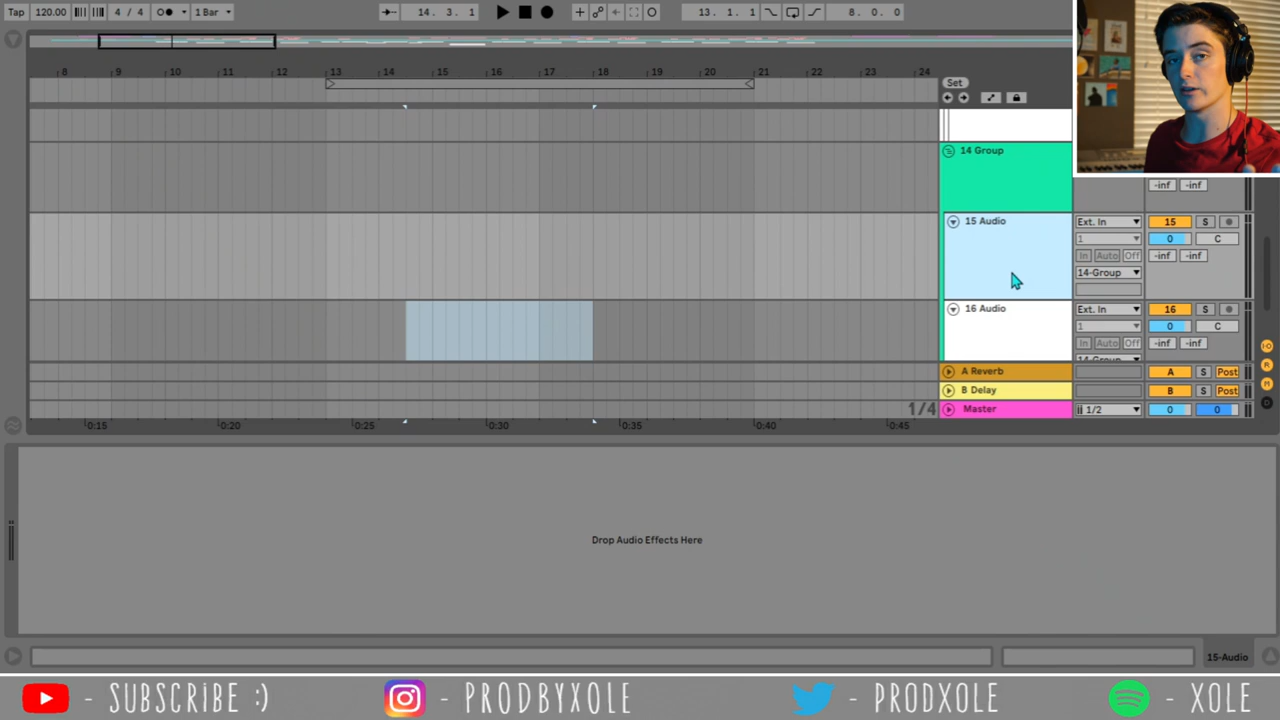 Tap 120.00 4 / 4 1 Bar 14. 3. 1 13. 1. 1 8. 0. 0
8 9 10 11 12 13 14 15 16 17 18 19 20 21 22 23 24
Set
14 Group
-inf -inf
15 Audio Ext. In 15 S
1 0 C
In Auto Off -inf -inf
14-Group
16 Audio Ext. In 16 S
1 0 C
In Auto Off -inf -inf
14-Group
A Reverb A S Post
B Delay B S Post
1/4 Master 1/2 0 0
0:15 0:20 0:25 0:30 0:35 0:40 0:45
Drop Audio Effects Here
15-Audio
- SUBSCRIBE :) - PRODBYXOLE - PRODXOLE - XOLE